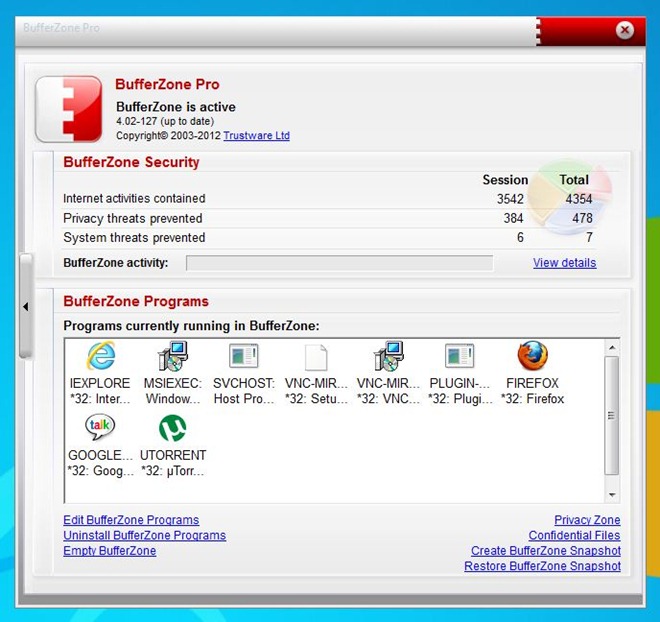 BufferZone Pro
BufferZone Pro
BufferZone is active
4.02-127 (up to date)
Copyright© 2003-2012 Trustware Ltd
BufferZone Security
Session Total
Internet activities contained 3542 4354
Privacy threats prevented 384 478
System threats prevented 6 7
BufferZone activity: View details
BufferZone Programs
Programs currently running in BufferZone:
IEXPLORE MSIEXEC: SVCHOST: VNC-MIR... VNC-MIR... PLUGIN-... FIREFOX
*32: Inter... Window... Host Pro... *32: Setu... *32: VNC... *32: Plugi... *32: Firefox
talk
GOOGLE... UTORRENT
*32: Goog... *32: µTorr...
Edit BufferZone Programs Privacy Zone
Uninstall BufferZone Programs Confidential Files
Empty BufferZone Create BufferZone Snapshot
Restore BufferZone Snapshot